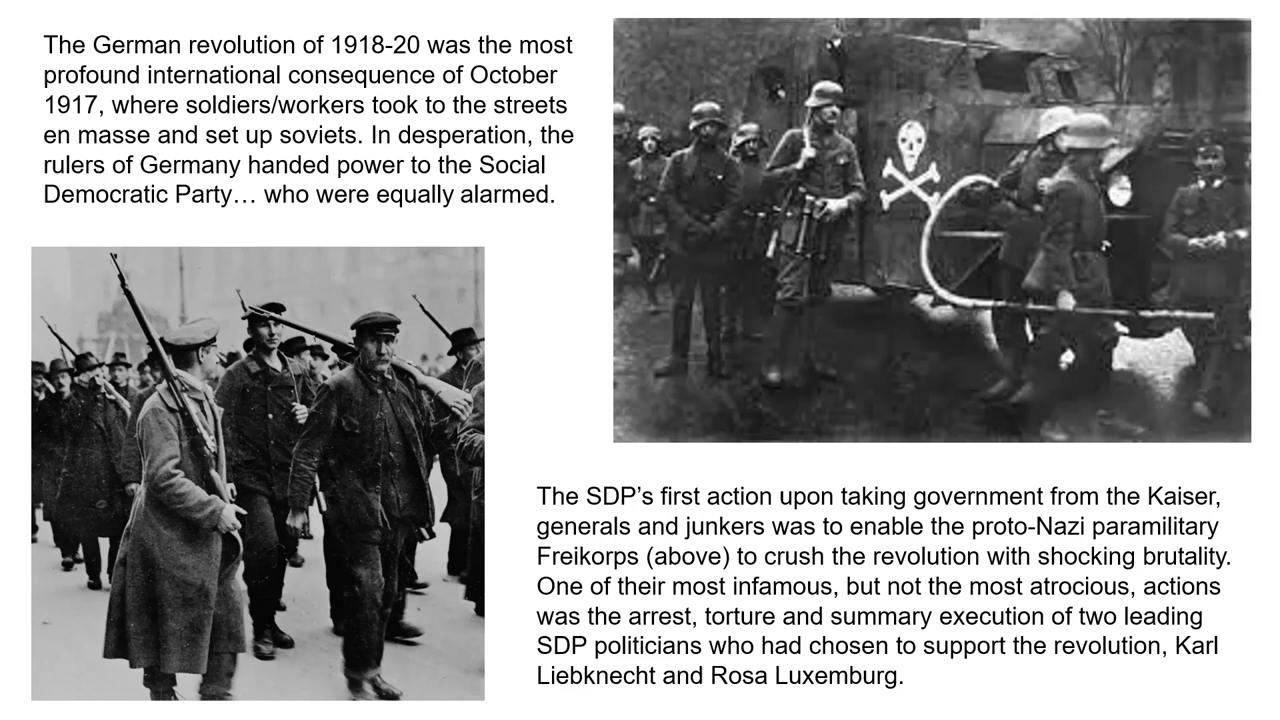 The German revolution of 1918-20 was the most
profound international consequence of October
1917, where soldiers/workers took to the streets
en masse and set up soviets. In desperation, the
rulers of Germany handed power to the Social
Democratic Party… who were equally alarmed.
The SDP’s first action upon taking government from the Kaiser,
generals and junkers was to enable the proto-Nazi paramilitary
Freikorps (above) to crush the revolution with shocking brutality.
One of their most infamous, but not the most atrocious, actions
was the arrest, torture and summary execution of two leading
SDP politicians who had chosen to support the revolution, Karl
Liebknecht and Rosa Luxemburg.